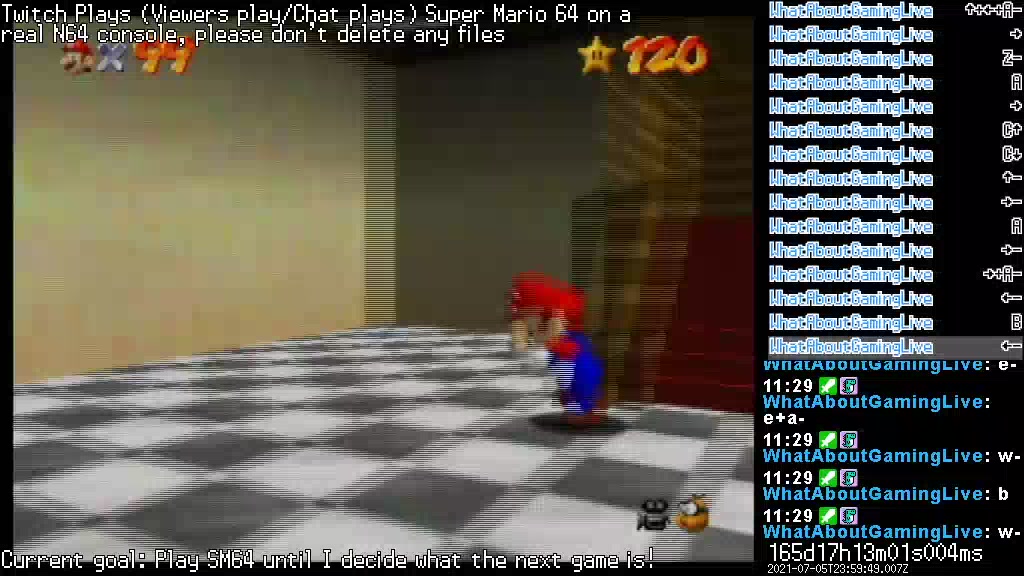 Twitch Plays (Viewers play/Chat plays) Super Mario 64 on a
real N64 console, please don't delete any files
120
WhatAboutGamingLive
WhatAboutGamingLive →
WhatAboutGamingLive Z-
WhatAboutGamingLive A
WhatAboutGamingLive →
WhatAboutGamingLive C↑
WhatAboutGamingLive C↓
WhatAboutGamingLive ↑-
WhatAboutGamingLive →-
WhatAboutGamingLive A
WhatAboutGamingLive →-
WhatAboutGamingLive →+A-
WhatAboutGamingLive ←-
WhatAboutGamingLive B
WhatAboutGamingLive ←-
WhatAboutGamingLive: e-
11:29
WhatAboutGamingLive:
e+a-
11:29
WhatAboutGamingLive: w-
11:29
WhatAboutGamingLive: b
11:29
WhatAboutGamingLive: w-
Current goal: Play SM64 until I decide what the next game is!
165d17h13m01s004ms
2021-07-05T23:59:49.007Z